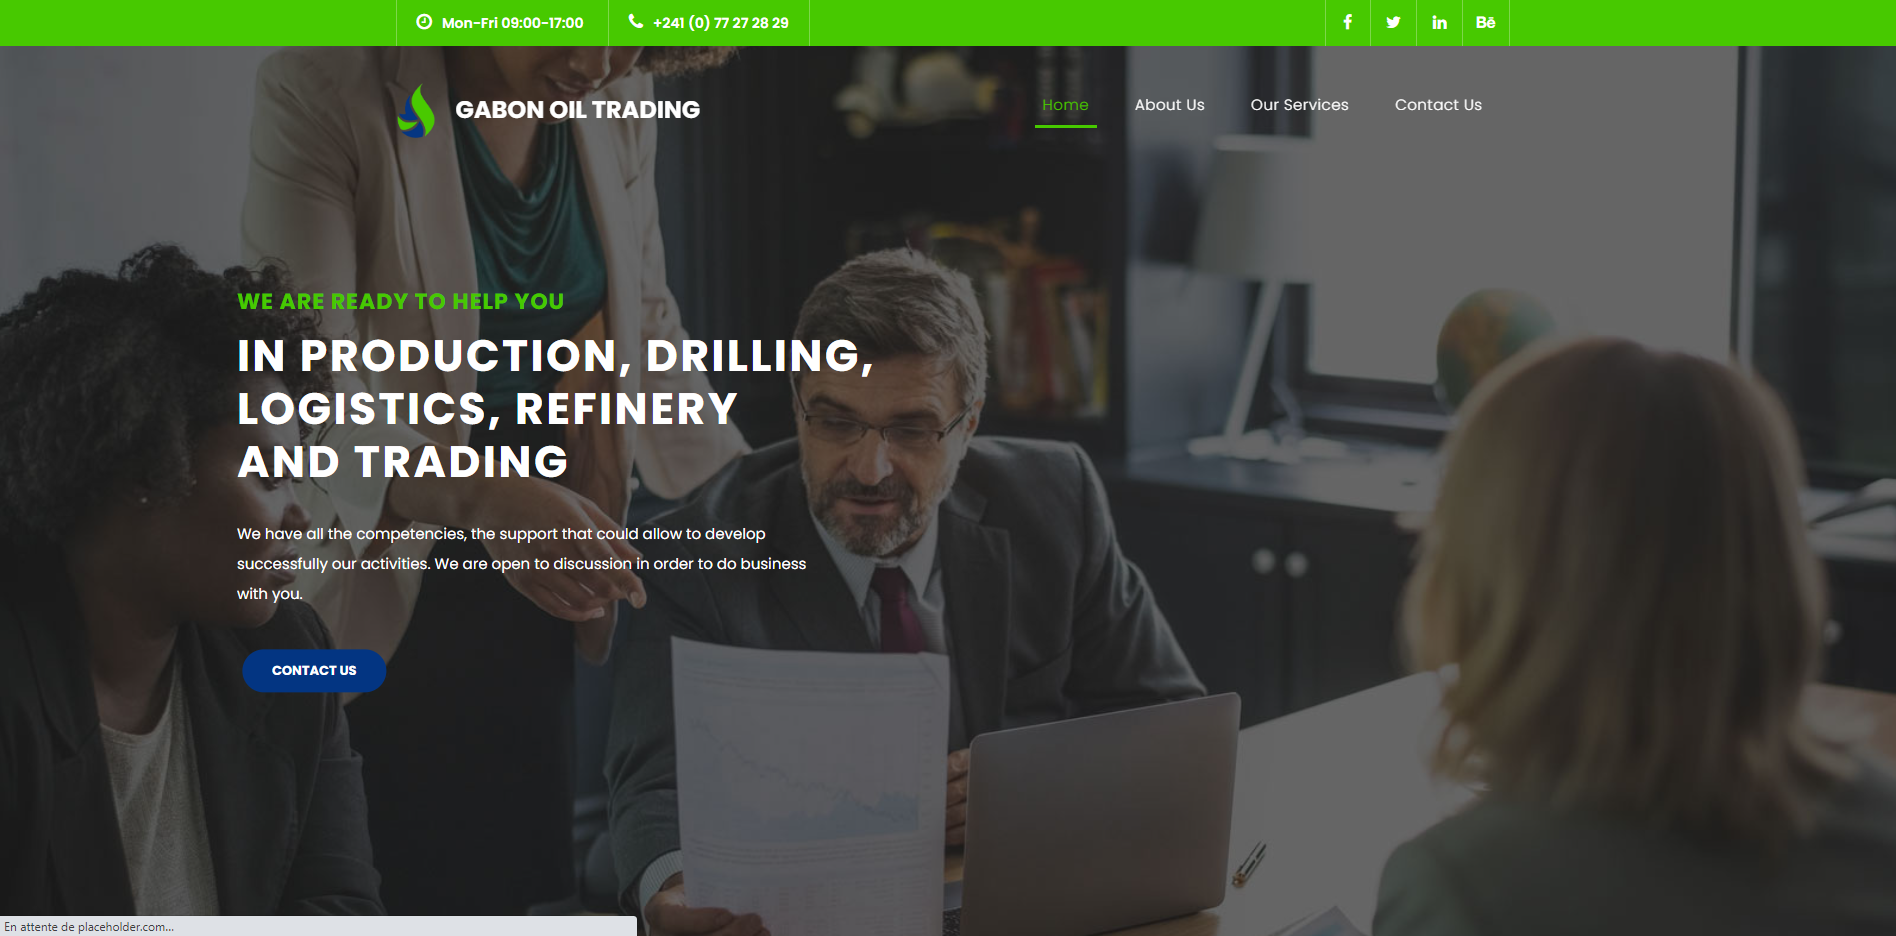 Mon-Fri 09:00-17:00
+241 (0) 77 27 28 29
Bē
GABON OIL TRADING
Home
About Us
Our Services
Contact Us
WE ARE READY TO HELP YOU
IN PRODUCTION, DRILLING,
LOGISTICS, REFINERY
AND TRADING
We have all the competencies, the support that could allow to develop
successfully our activities. We are open to discussion in order to do business
with you.
CONTACT US
En attente de placeholder.com...